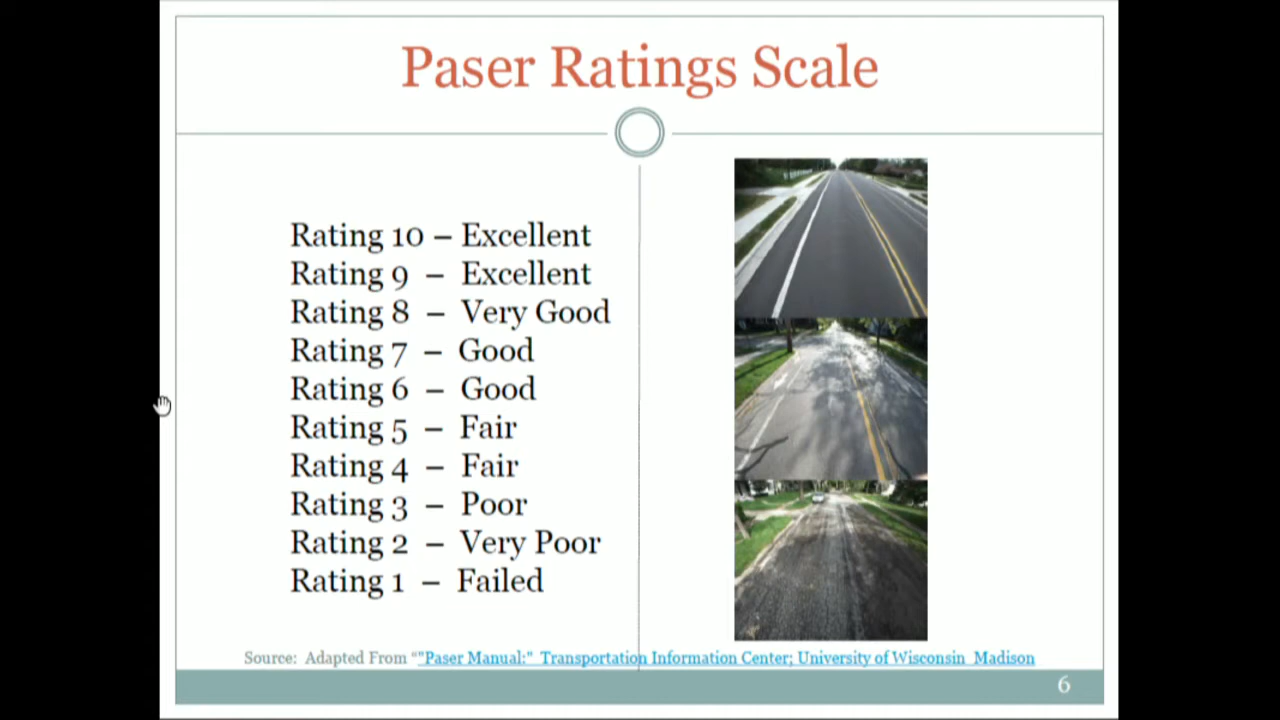 Paser Ratings Scale
Rating 10 – Excellent
Rating 9 – Excellent
Rating 8 – Very Good
Rating 7 – Good
Rating 6 – Good
Rating 5 – Fair
Rating 4 – Fair
Rating 3 – Poor
Rating 2 – Very Poor
Rating 1 – Failed
Source: Adapted From “"Paser Manual:" Transportation Information Center; University of Wisconsin Madison
6